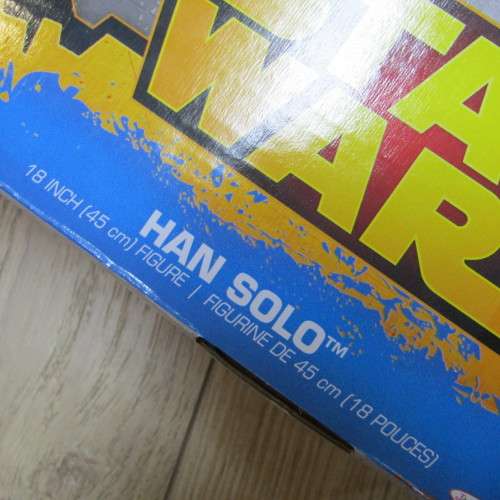 STAR
WARS
HAN SOLO™
18 INCH (45 cm) FIGURE | FIGURINE DE 45 cm (18 POUCES)